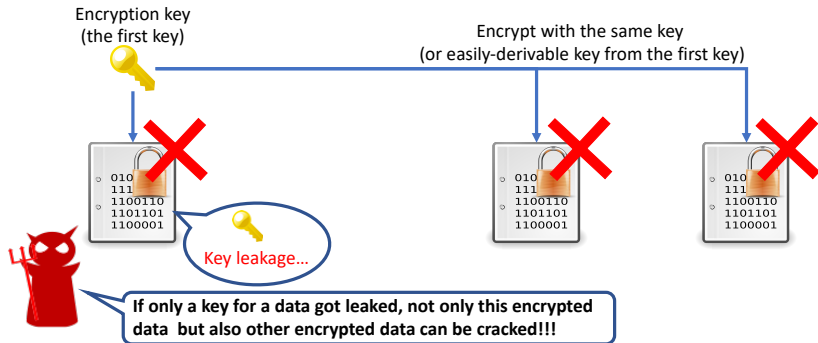 Encryption key
(the first key)
Encrypt with the same key
(or easily-derivable key from the first key)
010
111
1100110
1101101
1100001
010
111
1100110
1101101
1100001
010
111
1100110
1101101
1100001
Key leakage...
If only a key for a data got leaked, not only this encrypted
data but also other encrypted data can be cracked!!!